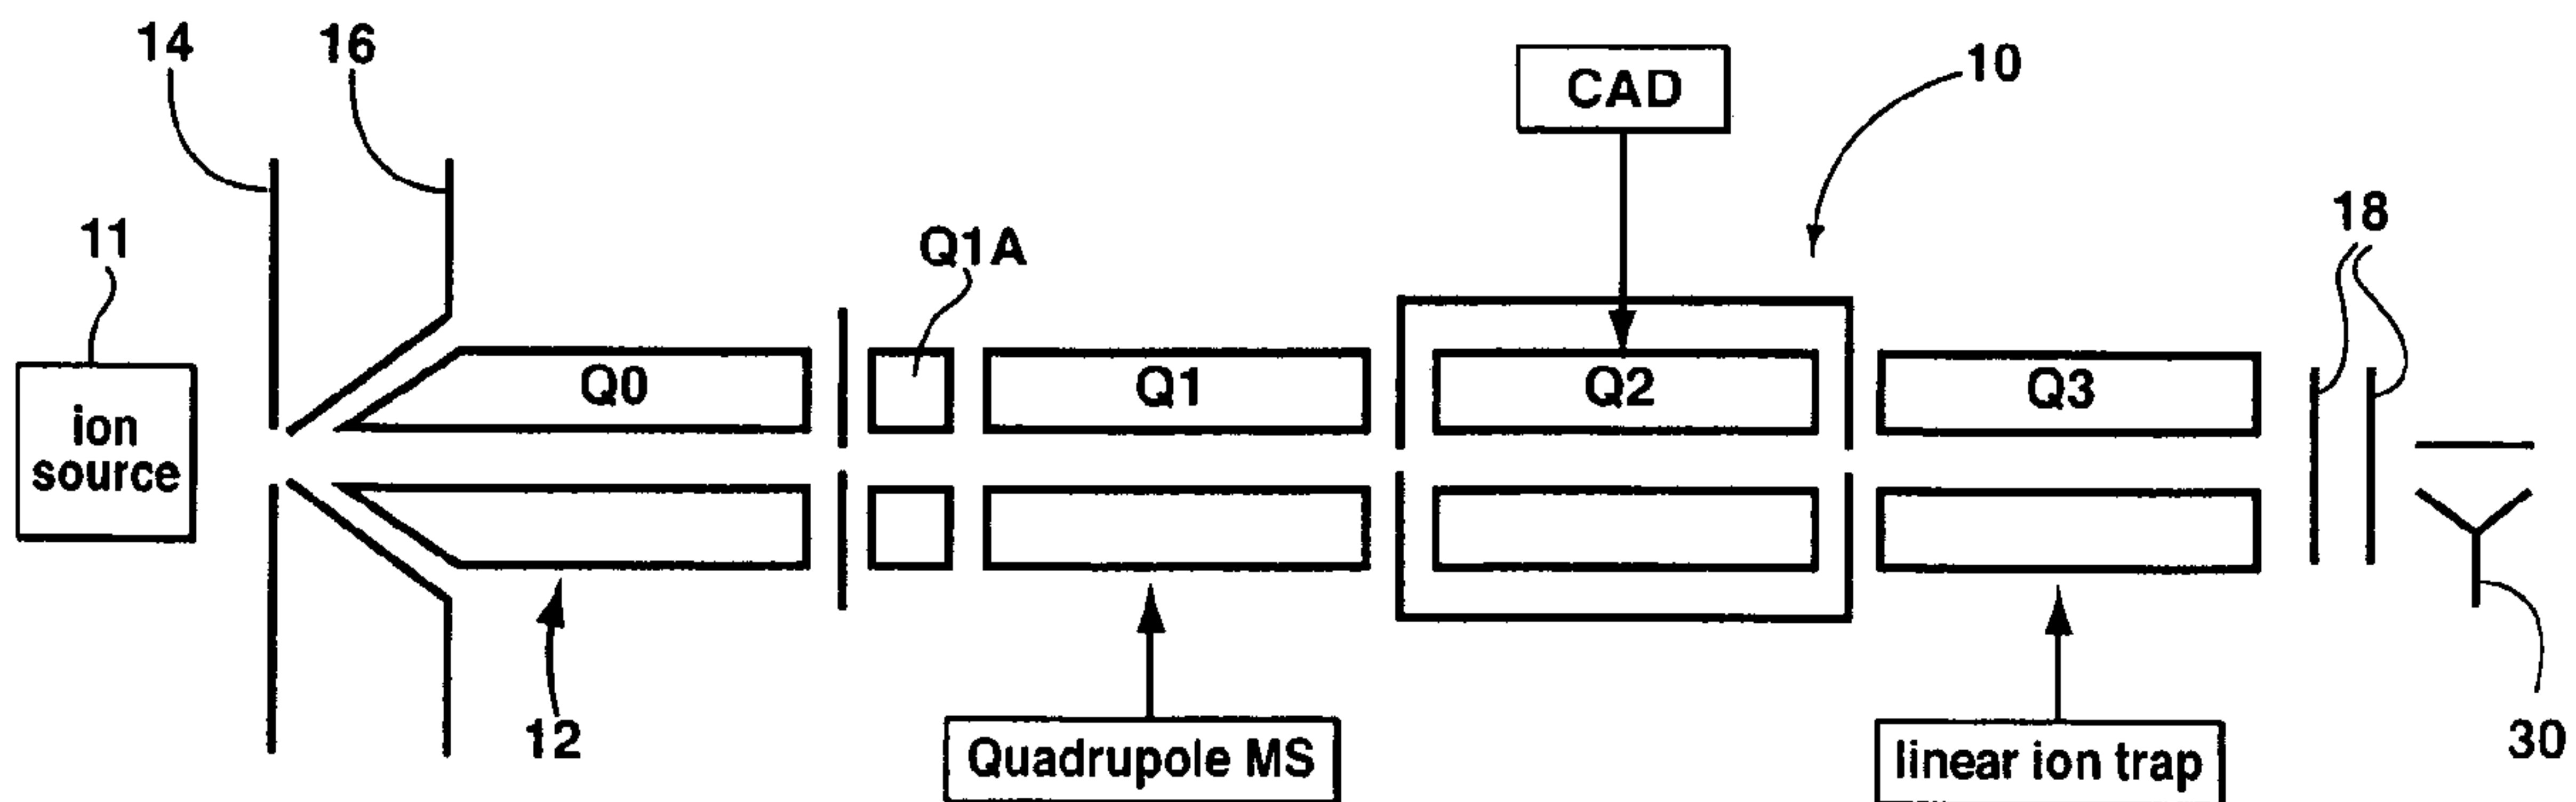 14
16
CAD
10
11
Q1A
18
ion
source
Q0
Q1
Q2
Q3
12
Quadrupole MS
linear ion trap
30